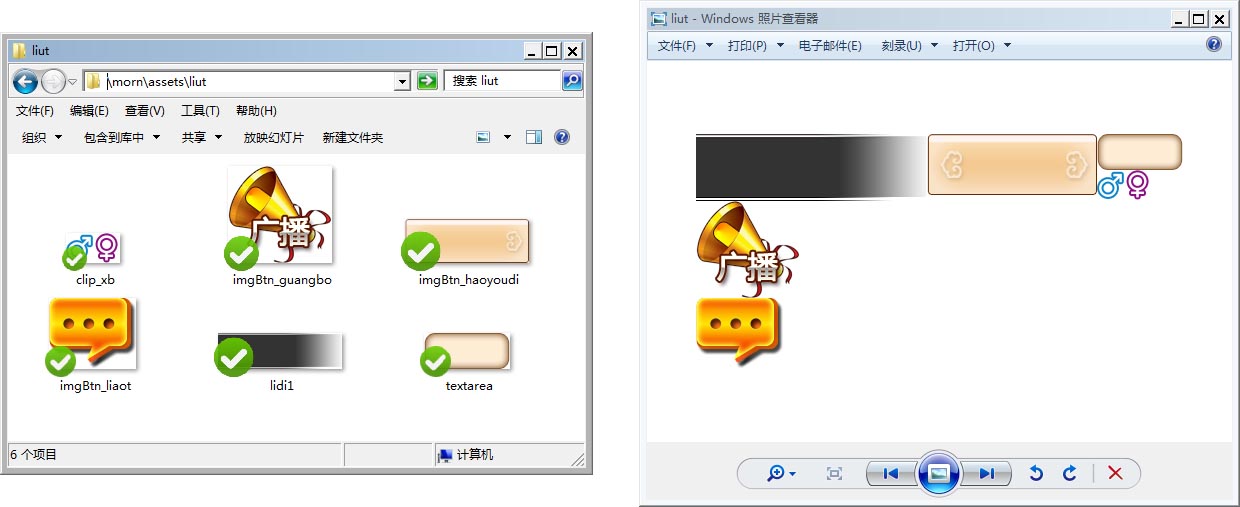 liut
\morn\assets\liut
搜索 liut
文件(F) 编辑(E) 查看(V) 工具(T) 帮助(H)
组织 包含到库中 共享 放映幻灯片 新建文件夹
广播
clip_xb imgBtn_guangbo imgBtn_haoyoudi
imgBtn_liaot lidi1 textarea
6 个项目 计算机
liut - Windows 照片查看器
文件(F) 打印(P) 电子邮件(E) 刻录(U) 打开(O)
广播